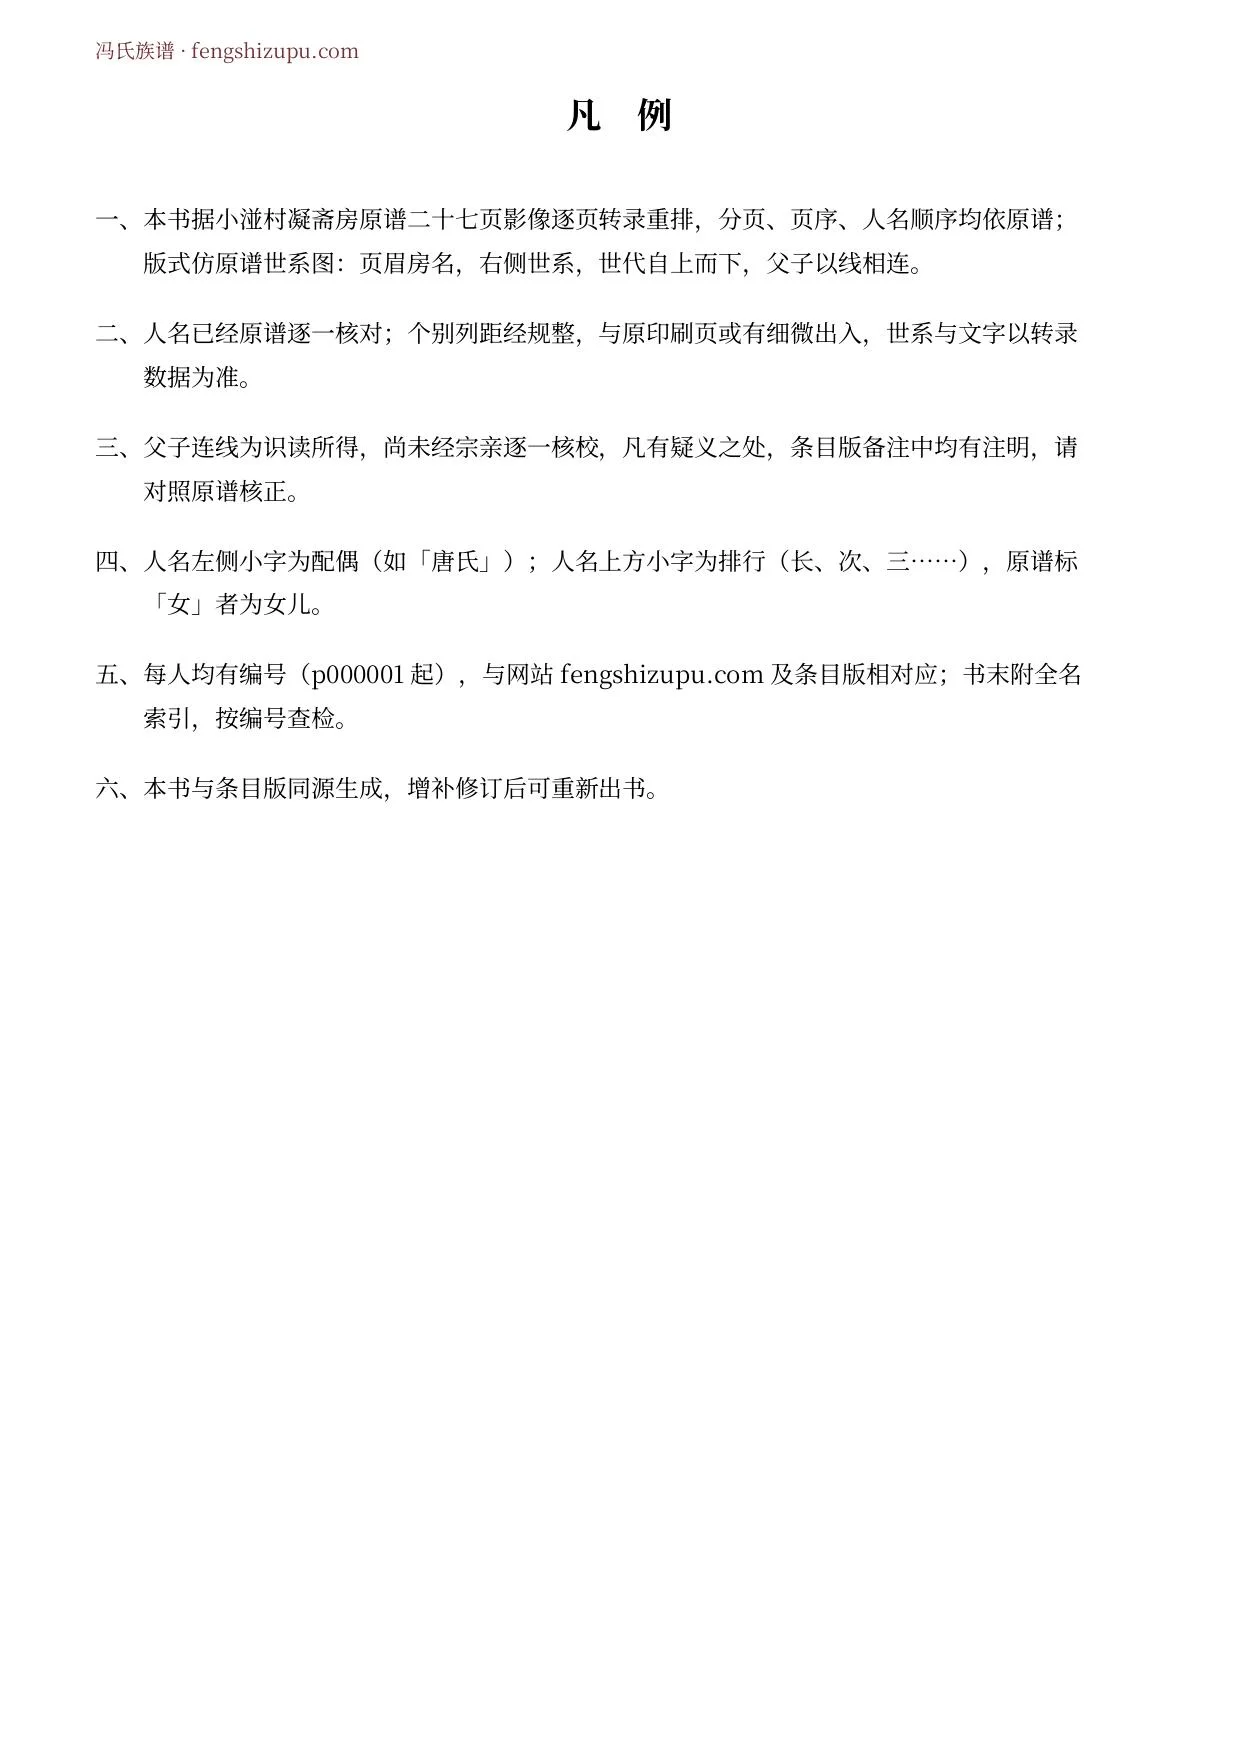 冯氏族谱 · fengshizupu.com
凡 例
一、本书据小湴村凝斋房原谱二十七页影像逐页转录重排，分页、页序、人名顺序均依原谱；
版式仿原谱世系图：页眉房名，右侧世系，世代自上而下，父子以线相连。
二、人名已经原谱逐一核对；个别列距经规整，与原印刷页或有细微出入，世系与文字以转录
数据为准。
三、父子连线为识读所得，尚未经宗亲逐一核校，凡有疑义之处，条目版备注中均有注明，请
对照原谱核正。
四、人名左侧小字为配偶（如「唐氏」）；人名上方小字为排行（长、次、三……），原谱标
「女」者为女儿。
五、每人均有编号（p000001 起），与网站 fengshizupu.com 及条目版相对应；书末附全名
索引，按编号查检。
六、本书与条目版同源生成，增补修订后可重新出书。